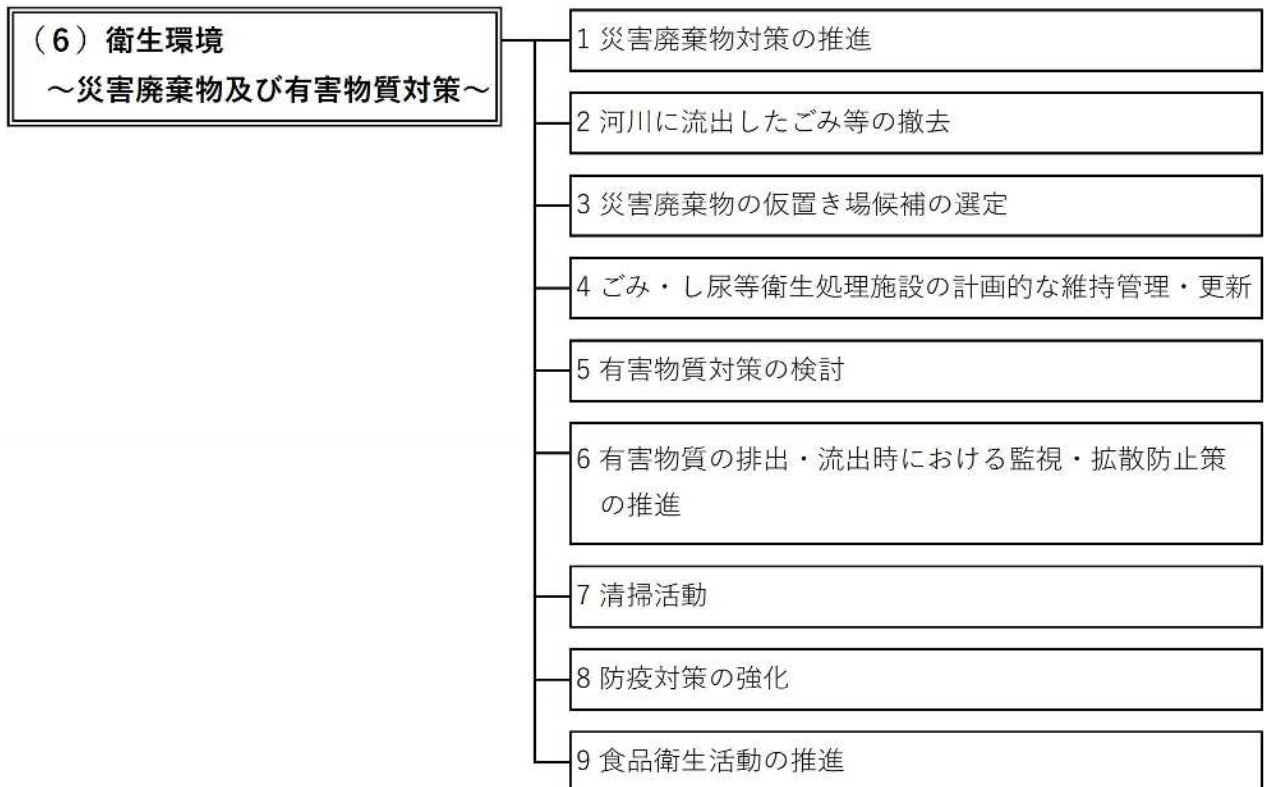 （6）衛生環境
～災害廃棄物及び有害物質対策～
1 災害廃棄物対策の推進
2 河川に流出したごみ等の撤去
3 災害廃棄物の仮置き場候補の選定
4 ごみ・し尿等衛生処理施設の計画的な維持管理・更新
5 有害物質対策の検討
6 有害物質の排出・流出時における監視・拡散防止策
の推進
7 清掃活動
8 防疫対策の強化
9 食品衛生活動の推進